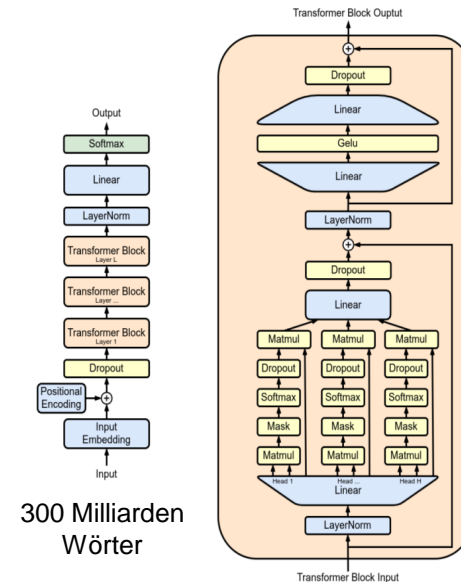 Output
Softmax
Linear
LayerNorm
Transformer Block
Layer L
Transformer Block
Layer ...
Transformer Block
Layer 1
Dropout
Positional
Encoding
Input
Embedding
Input
300 Milliarden
Wörter
Transformer Block Ouptut
Dropout
Linear
Gelu
Linear
LayerNorm
Dropout
Linear
Matmul Matmul Matmul
Dropout Dropout Dropout
Softmax Softmax Softmax
Mask Mask Mask
Matmul Matmul Matmul
Head 1 Head ... Head H
Linear
LayerNorm
Transformer Block Input